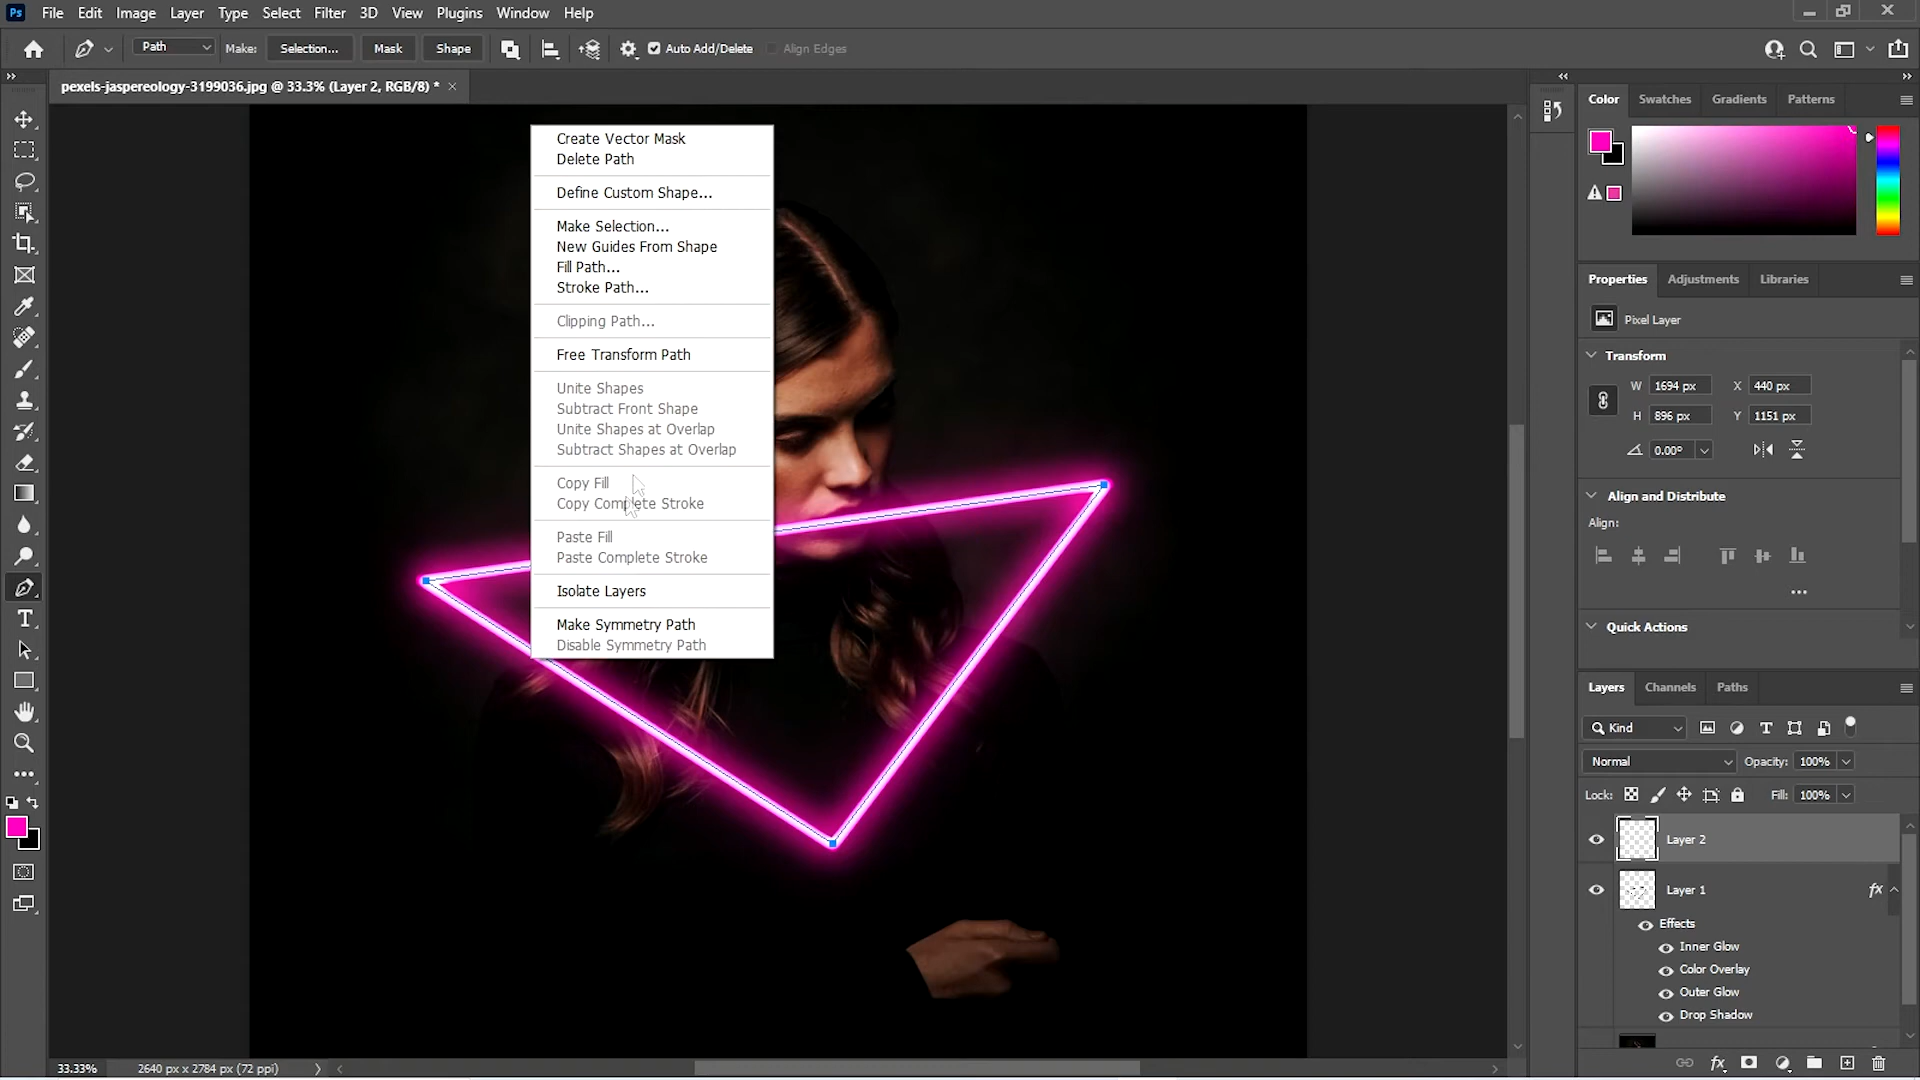 Ps File Edit Image Layer Type Select Filter 3D View Plugins Window Help
Path Make: Selection... Mask Shape Auto Add/Delete Align Edges
pexels-jaspereology-3199036.jpg @ 33.3% (Layer 2, RGB/8) *
Create Vector Mask
Delete Path
Define Custom Shape...
Make Selection...
New Guides From Shape
Fill Path...
Stroke Path...
Clipping Path...
Free Transform Path
Unite Shapes
Subtract Front Shape
Unite Shapes at Overlap
Subtract Shapes at Overlap
Copy Fill
Copy Complete Stroke
Paste Fill
Paste Complete Stroke
Isolate Layers
Make Symmetry Path
Disable Symmetry Path
Color Swatches Gradients Patterns
Properties Adjustments Libraries
Pixel Layer
Transform
W 1694 px X 440 px
H 896 px Y 1151 px
0.00°
Align and Distribute
Align:
Quick Actions
Layers Channels Paths
Kind
Normal Opacity: 100%
Lock: Fill: 100%
Layer 2
Layer 1 fx
Effects
Inner Glow
Color Overlay
Outer Glow
Drop Shadow
fx
33.33% 2640 px x 2784 px (72 ppi)